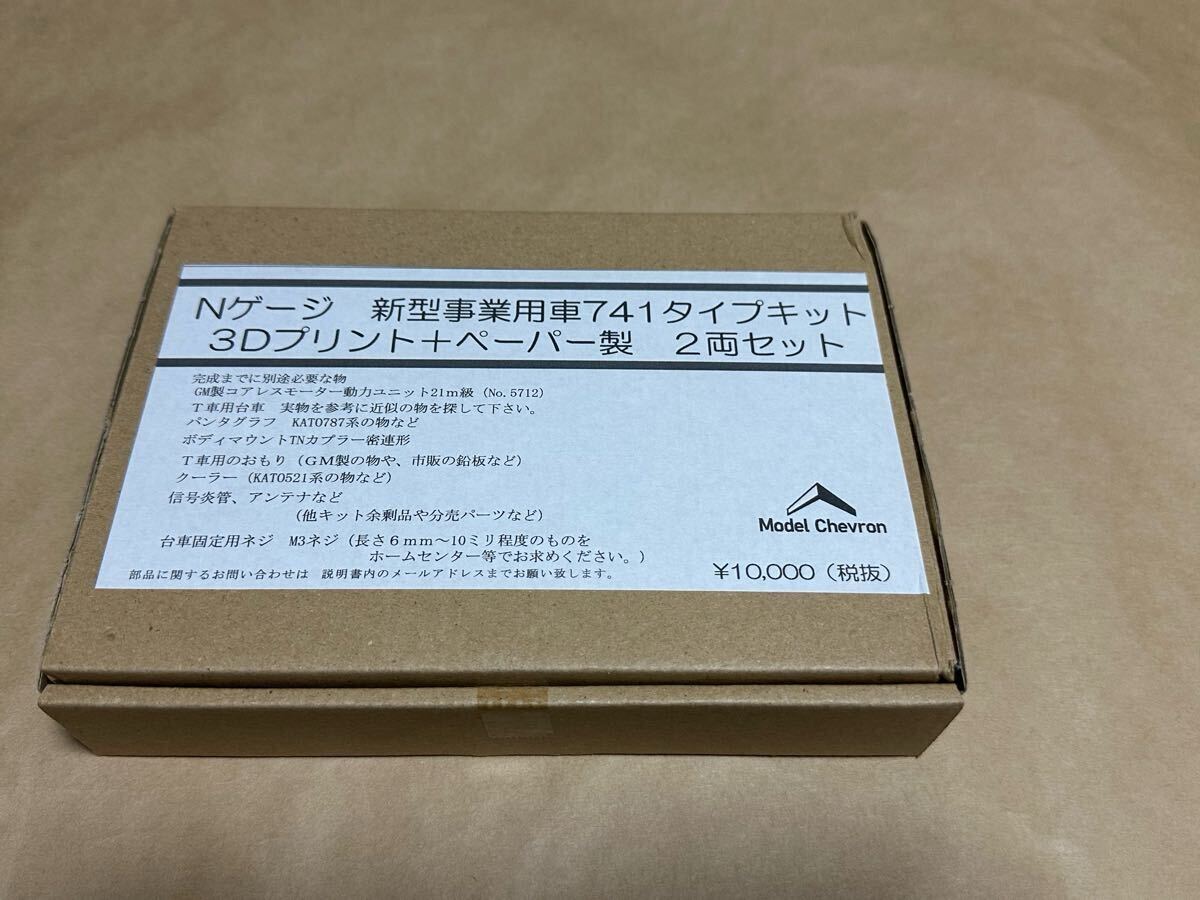 Nゲージ　新型事業用車741タイプキット
３Dプリント＋ペーパー製　２両セット
完成までに別途必要な物
GM製コアレスモーター動力ユニット21m級（No.5712）
Ｔ車用台車　実物を参考に近似の物を探して下さい。
パンタグラフ　KATO787系の物など
ボディマウントTNカプラー密連形
Ｔ車用のおもり（ＧＭ製の物や、市販の鉛板など）
クーラー（KATO521系の物など）
信号炎管、アンテナなど
（他キット余剰品や分売パーツなど）
台車固定用ネジ　M3ネジ（長さ６ｍｍ～10ミリ程度のものを
ホームセンター等でお求めください。）
部品に関するお問い合わせは　説明書内のメールアドレスまでお願い致します。
Model Chevron
¥10,000（税抜）